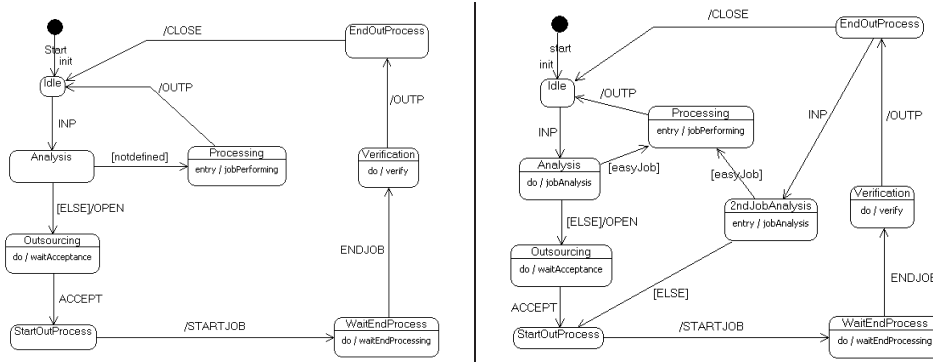 /CLOSE
EndOutProcess
Start
init
Idle
/OUTP
/OUTP
INP
Analysis
[notdefined]
Processing
entry / jobPerforming
Verification
do / verify
[ELSE]/OPEN
Outsourcing
do / waitAcceptance
ENDJOB
ACCEPT
StartOutProcess
/STARTJOB
WaitEndProcess
do / waitEndProcessing
/CLOSE
EndOutProcess
start
init
Idle
/OUTP
Processing
entry / jobPerforming
INP
/OUTP
INP
Analysis
do / jobAnalysis
[easyJob]
[easyJob]
2ndJobAnalysis
entry / jobAnalysis
Verification
do / verify
[ELSE]/OPEN
Outsourcing
do / waitAcceptance
ENDJOB
[ELSE]
ACCEPT
StartOutProcess
/STARTJOB
WaitEndProcess
do / waitEndProcessing